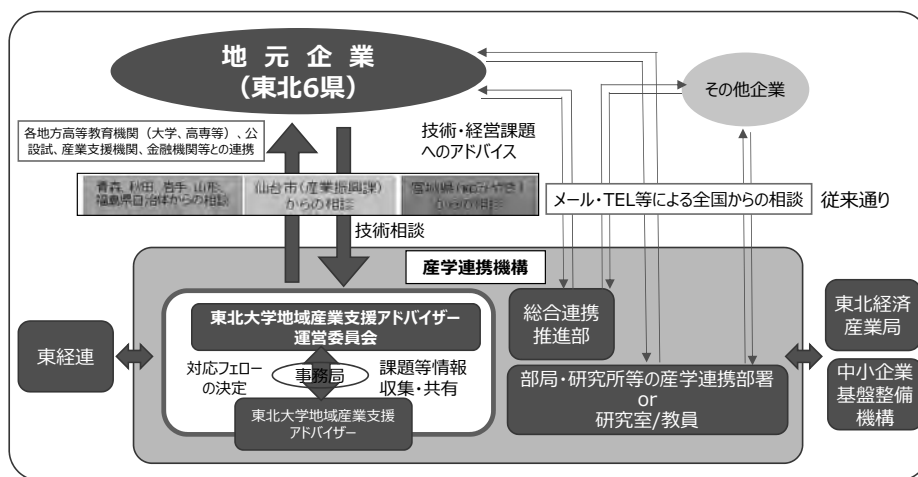 地 元 企 業
(東北6県)
その他企業
各地方高等教育機関(大学、高専等)、公
設試、産業支援機関、金融機関等との連携
技術・経営課題
へのアドバイス
青森、秋田、岩手、山形、
福島県自治体からの相談
仙台市(産業振興課)
からの相談
からの相談
メール・TEL等による全国からの相談
従来通り
技術相談
産学連携機構
東北大学地域産業支援アドバイザー
運営委員会
対応フェロー
の決定
事務局
課題等情報
収集・共有
東北大学地域産業支援
アドバイザー
総合連携
推進部
部局・研究所等の産学連携部署
or
研究室/教員
東経連
東北経済
産業局
中小企業
基盤整備
機構